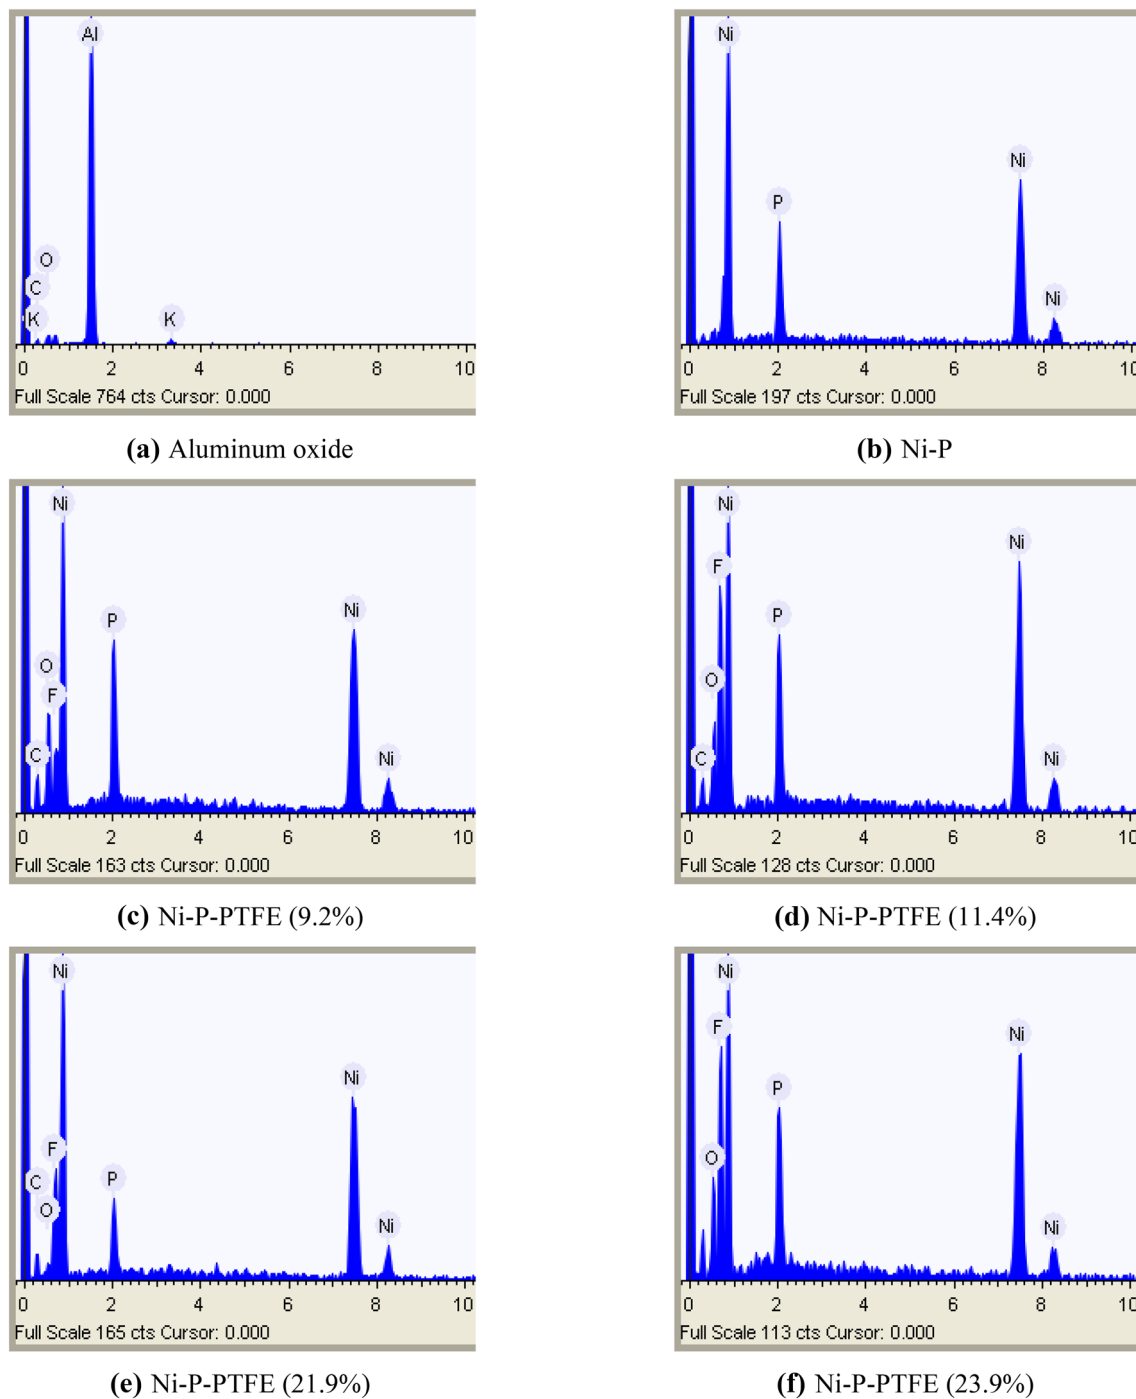 Al
O
C
K
K
0 2 4 6 8 10
Full Scale 764 cts Cursor: 0.000
(a) Aluminum oxide
Ni
Ni
P
Ni
0 2 4 6 8 10
Full Scale 197 cts Cursor: 0.000
(b) Ni-P
Ni
P
Ni
O
F
C
Ni
0 2 4 6 8 10
Full Scale 163 cts Cursor: 0.000
(c) Ni-P-PTFE (9.2%)
Ni
Ni
F
P
O
C
Ni
0 2 4 6 8 10
Full Scale 128 cts Cursor: 0.000
(d) Ni-P-PTFE (11.4%)
Ni
Ni
F
C
P
O
Ni
0 2 4 6 8 10
Full Scale 165 cts Cursor: 0.000
(e) Ni-P-PTFE (21.9%)
Ni
F
Ni
P
O
Ni
0 2 4 6 8 10
Full Scale 113 cts Cursor: 0.000
(f) Ni-P-PTFE (23.9%)